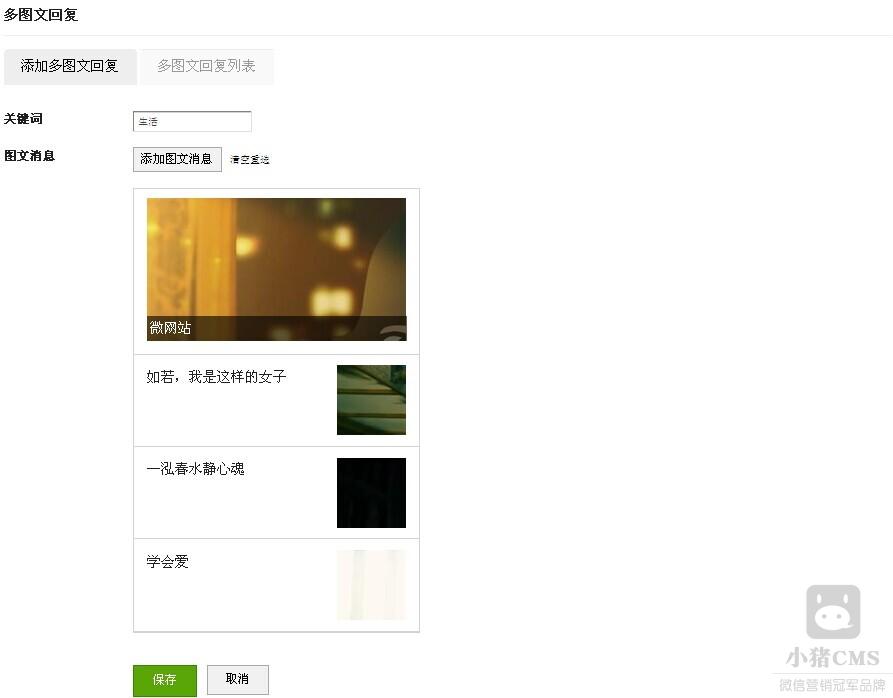 多图文回复
添加多图文回复 多图文回复列表
关键词 生活
图文消息 添加图文消息 清空重选
微网站
如若，我是这样的女子
一泓春水静心魂
学会爱
保存 取消
小猪CMS
微信营销冠军品牌